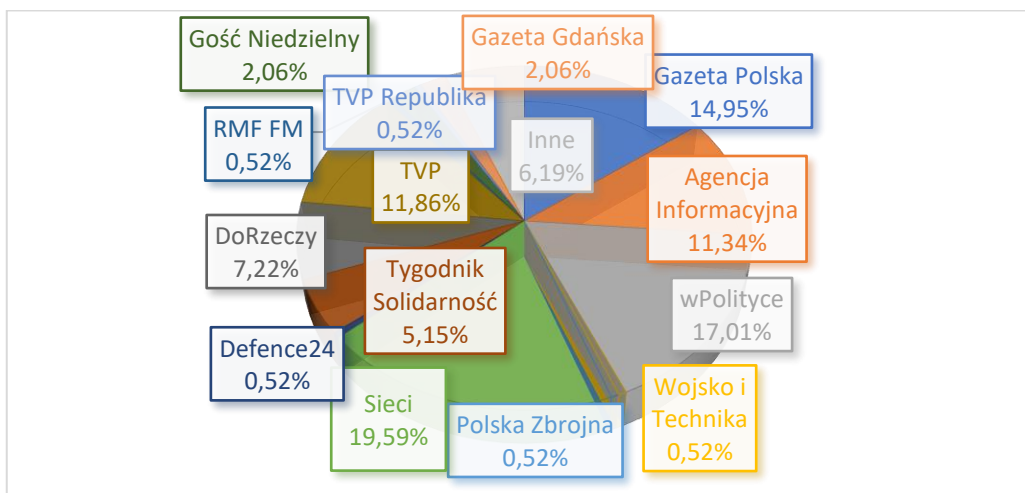 Gość Niedzielny
2,06%
Gazeta Gdańska
2,06%
Gazeta Polska
14,95%
TVP Republika
0,52%
RMF FM
0,52%
Inne
6,19%
TVP
11,86%
Agencja
Informacyjna
11,34%
DoRzeczy
7,22%
Tygodnik
Solidarność
5,15%
wPolityce
17,01%
Defence24
0,52%
Sieci
19,59%
Polska Zbrojna
0,52%
Wojsko i
Technika
0,52%